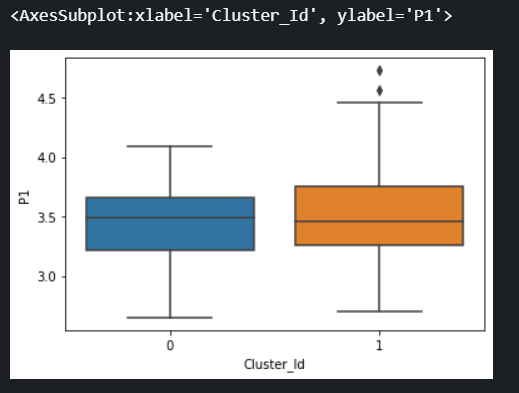 <AxesSubplot:xlabel='Cluster_Id', ylabel='P1'>
4.5
4.0
3.5
3.0
P1
0 1
Cluster_Id